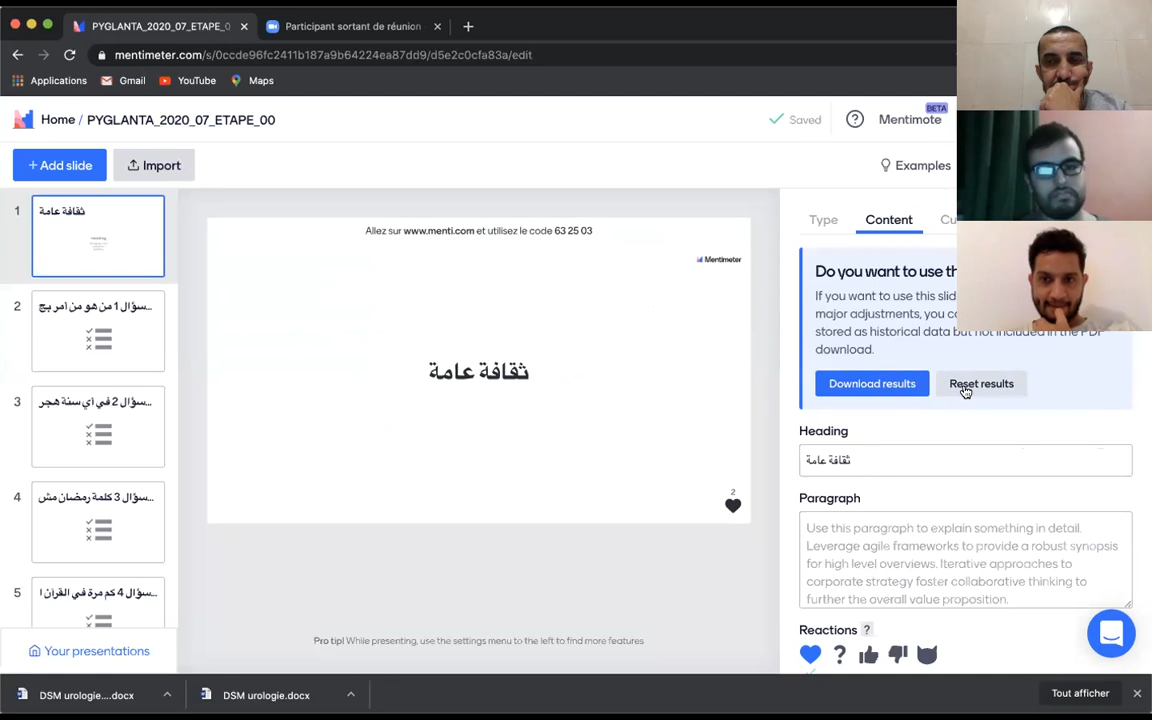 PYGLANTA_2020_07_ETAPE_0
Participant sortant de réunion
mentimeter.com/s/0ccde96fc2411b187a9b64224ea87dd9/d5e2c0cfa83a/edit
Applications
Gmail
YouTube
Maps
Home / PYGLANTA_2020_07_ETAPE_00
Saved
Mentimote
BETA
+ Add slide
Import
Examples
1
ثقافة عامة
2
...سؤال 1 من هو من أمر بج
3
...سؤال 2 في أي سنة هجر
4
...سؤال 3 كلمة رمضان مش
5
...سؤال 4 كم مرة في القرآن ا
Your presentations
Allez sur www.menti.com et utilisez le code 63 25 03
Mentimeter
ثقافة عامة
2
Pro tip! While presenting, use the settings menu to the left to find more features
Type
Content
Cu
Do you want to use th
If you want to use this slid
major adjustments, you co
stored as historical data but not included in the PDF
download.
Download results
Reset results
Heading
ثقافة عامة
Paragraph
Use this paragraph to explain something in detail.
Leverage agile frameworks to provide a robust synopsis
for high level overviews. Iterative approaches to
corporate strategy foster collaborative thinking to
further the overall value proposition.
Reactions ?
DSM urologie....docx
DSM urologie.docx
Tout afficher